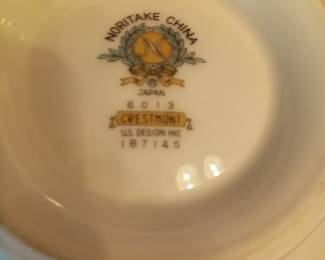 NORITAKE CHINA
N
JAPAN
6013
CRESTMONT
U.S. DESIGN PAT.
187145